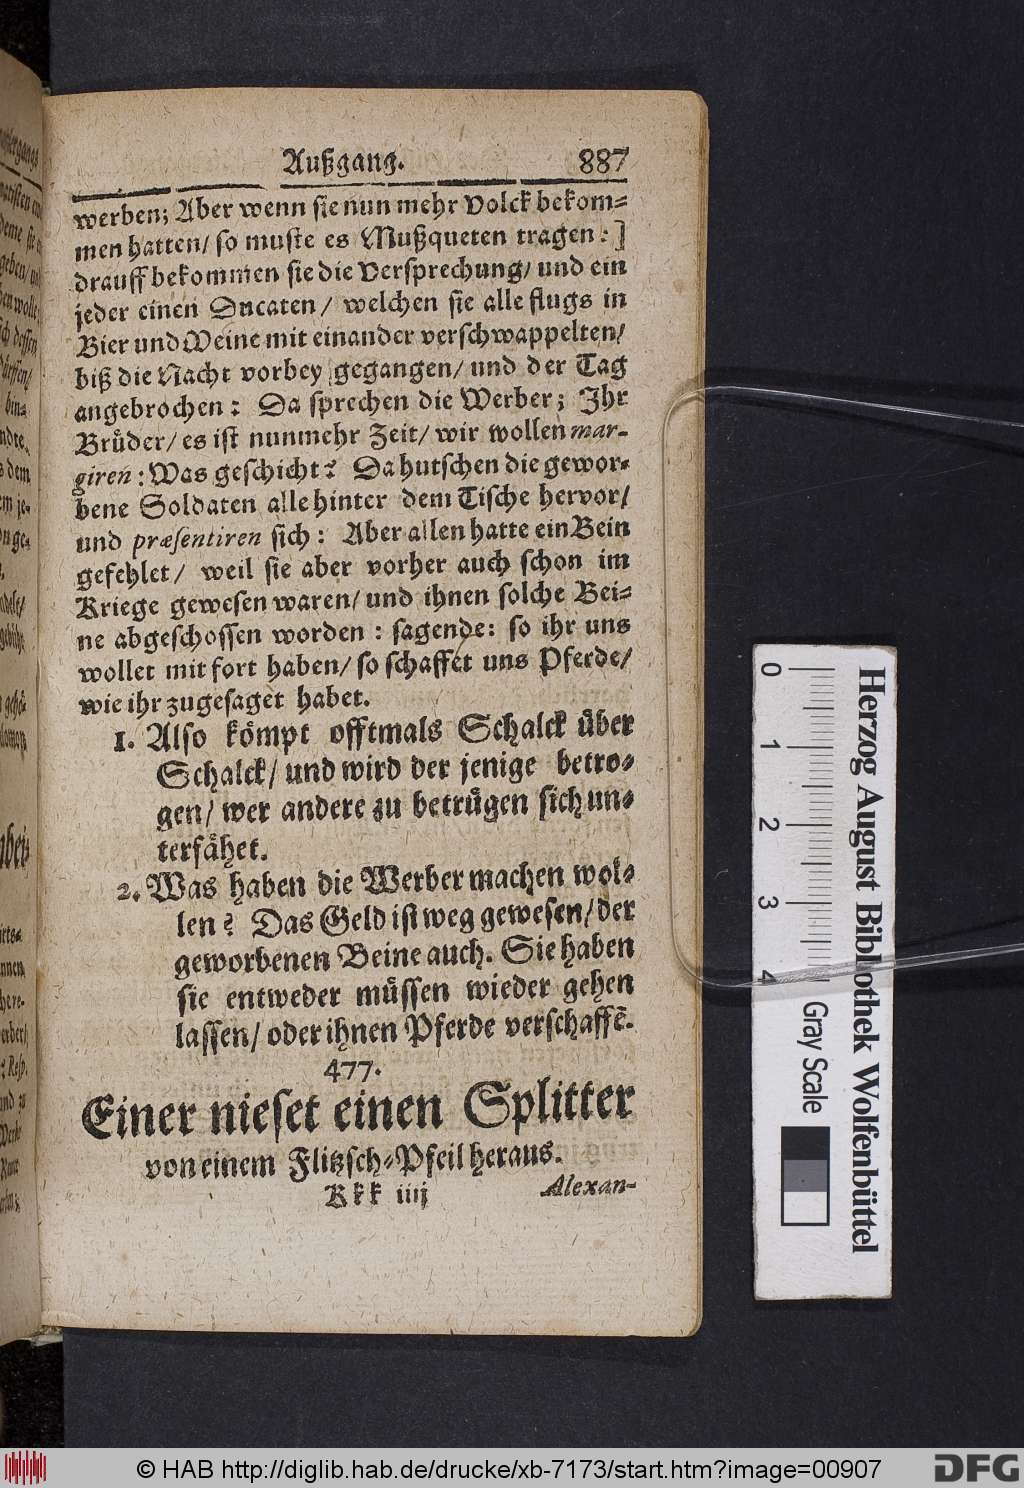 Außgang. 887
werben; Aber wenn sie nun mehr Volck bekom-
men hatten/ so muste es Mußqueten tragen:]
drauff bekommen sie die Versprechung/ und ein
jeder einen Ducaten/ welchen sie alle flugs in
Bier und Weine mit einander verschwappelten/
biß die Nacht vorbey gegangen/ und der Tag
angebrochen: Da sprechen die Werber; Ihr
Brüder/ es ist nunmehr Zeit/ wir wollen mar-
giren: Was geschicht? Da hutschen die gewor-
bene Soldaten alle hinter dem Tische hervor/
und præsentiren sich: Aber allen hatte ein Bein
gefehlet/ weil sie aber vorher auch schon im
Kriege gewesen waren/ und ihnen solche Bei-
ne abgeschossen worden: sagende: so ihr uns
wollet mit fort haben/ so schaffet uns Pferde/
wie ihr zugesaget habet.
1. Also kömpt offtmals Schalck über
Schalck/ und wird der jenige betro-
gen/ wer andere zu betrügen sich un-
terfähet.
2. Was haben die Werber machen wol-
len? Das Geld ist weg gewesen/ der
geworbenen Beine auch. Sie haben
sie entweder müssen wieder gehen
lassen/ oder ihnen Pferde verschaffẽ.
477.
Einer nieset einen Splitter
von einem Flitzsch-Pfeil heraus.
Kkk iiij Alexan-
0 1 2 3 4 Gray Scale
Herzog August Bibliothek Wolfenbüttel
© HAB http://diglib.hab.de/drucke/xb-7173/start.htm?image=00907 DFG